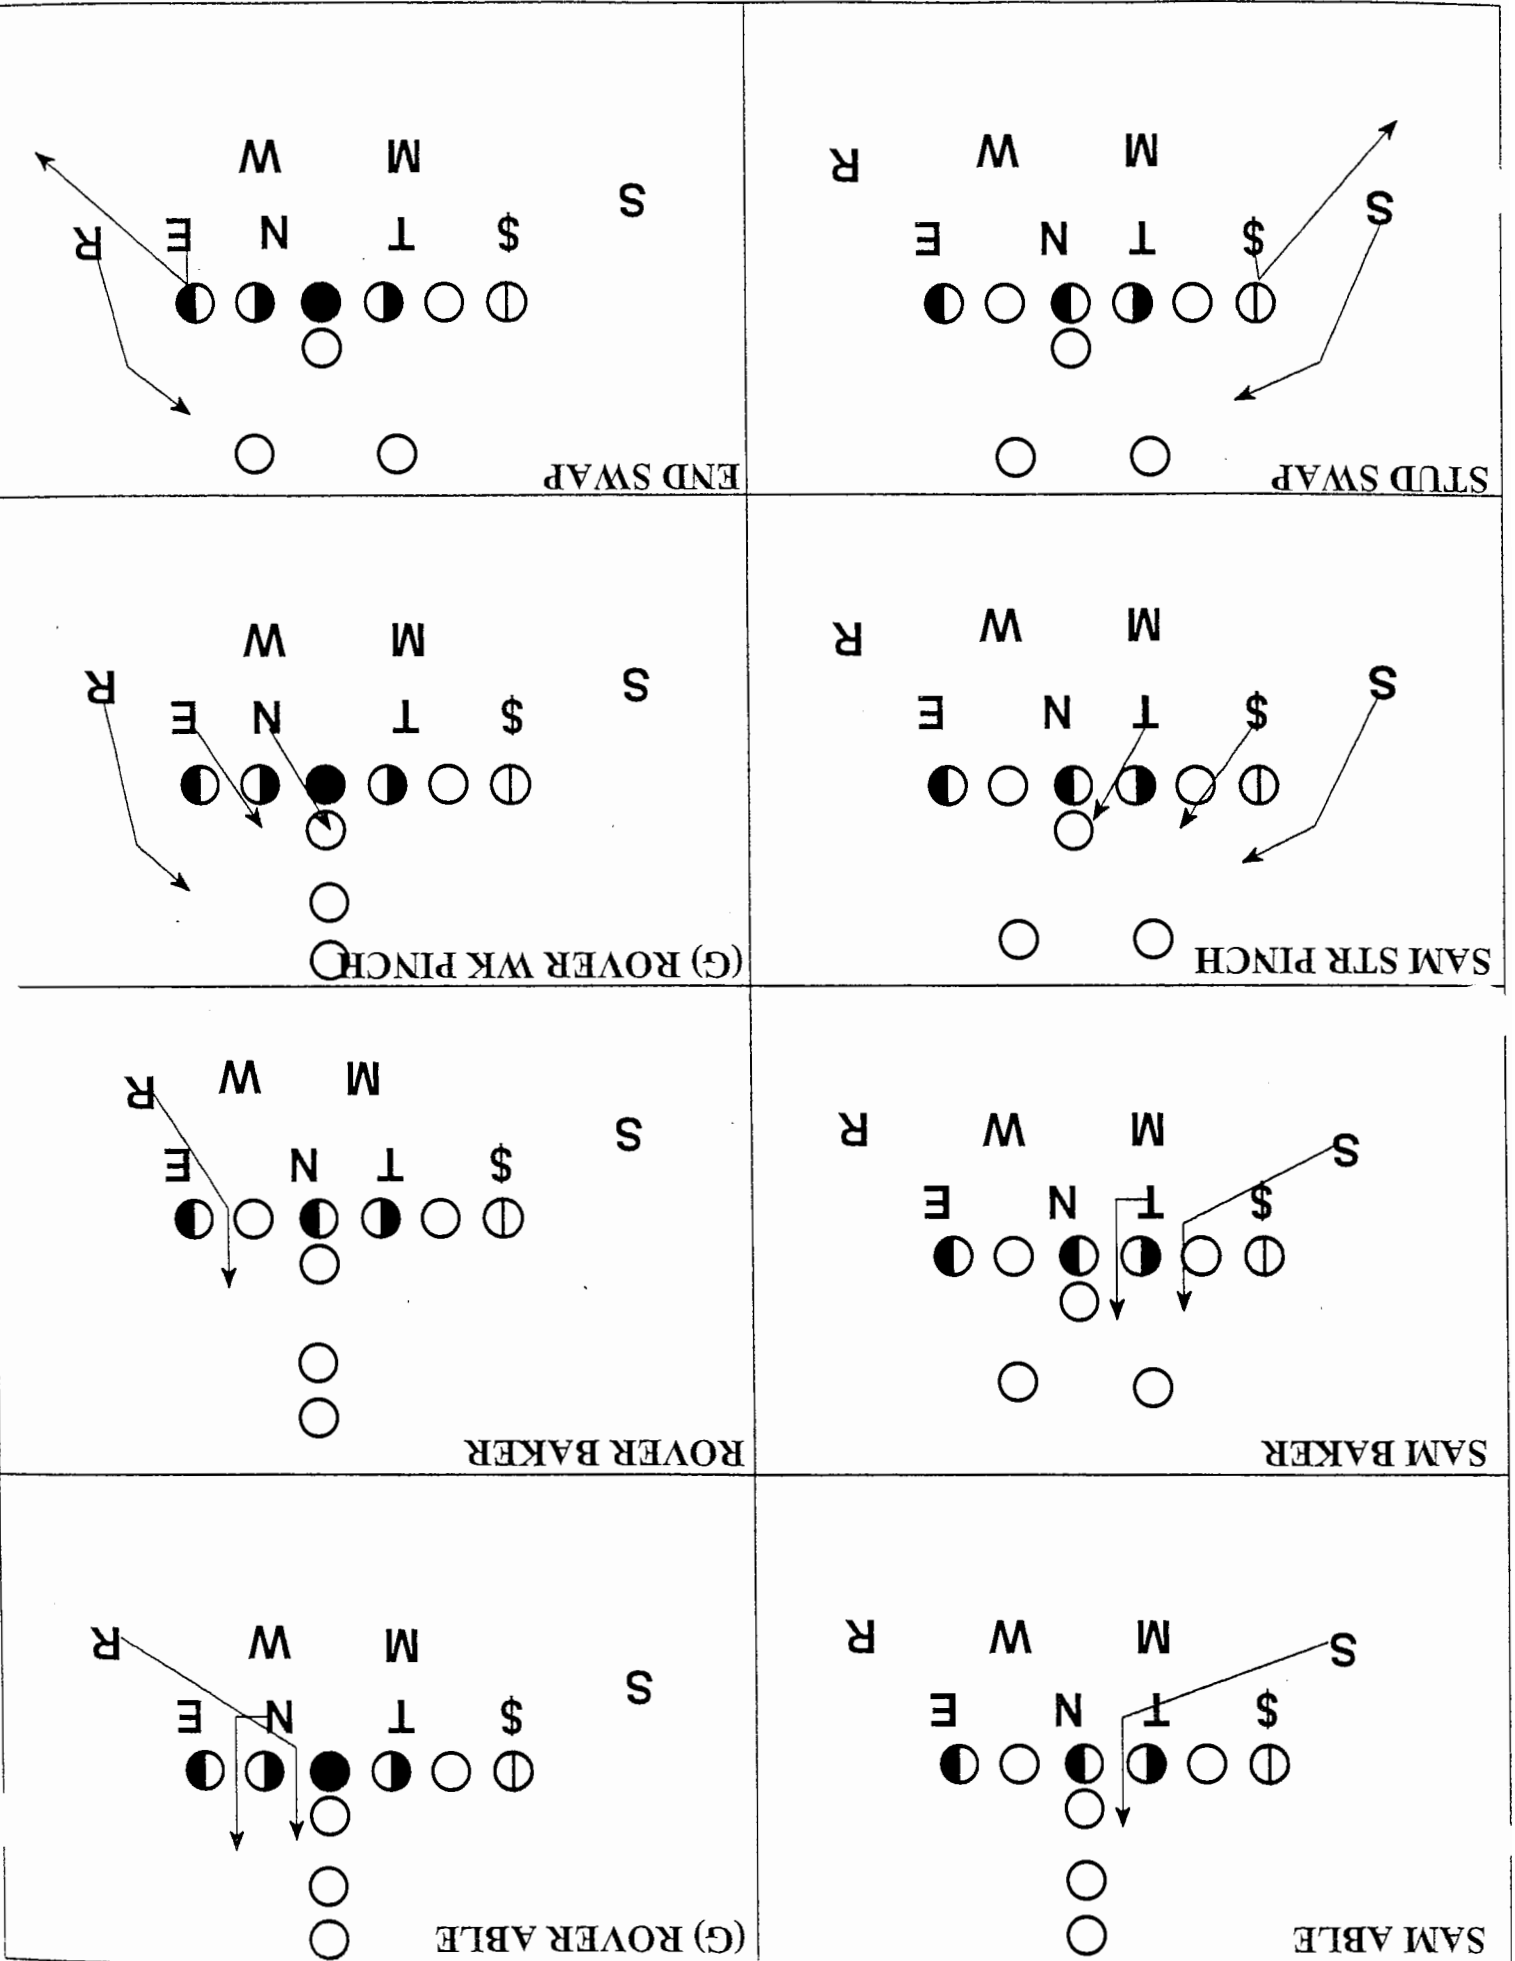 SAM ABLE
$ T N E
S M W R
(G) ROVER ABLE
$ T N E
S
M W R
SAM BAKER
$ T N E
S M W R
ROVER BAKER
$ T N E
S
M W R
SAM STR PINCH
$ T N E
S
M W R
(G) ROVER WK PINCH
$ T N E
S R
M W
STUD SWAP
$ T N E
S
M W R
END SWAP
$ T N E R
S
M W